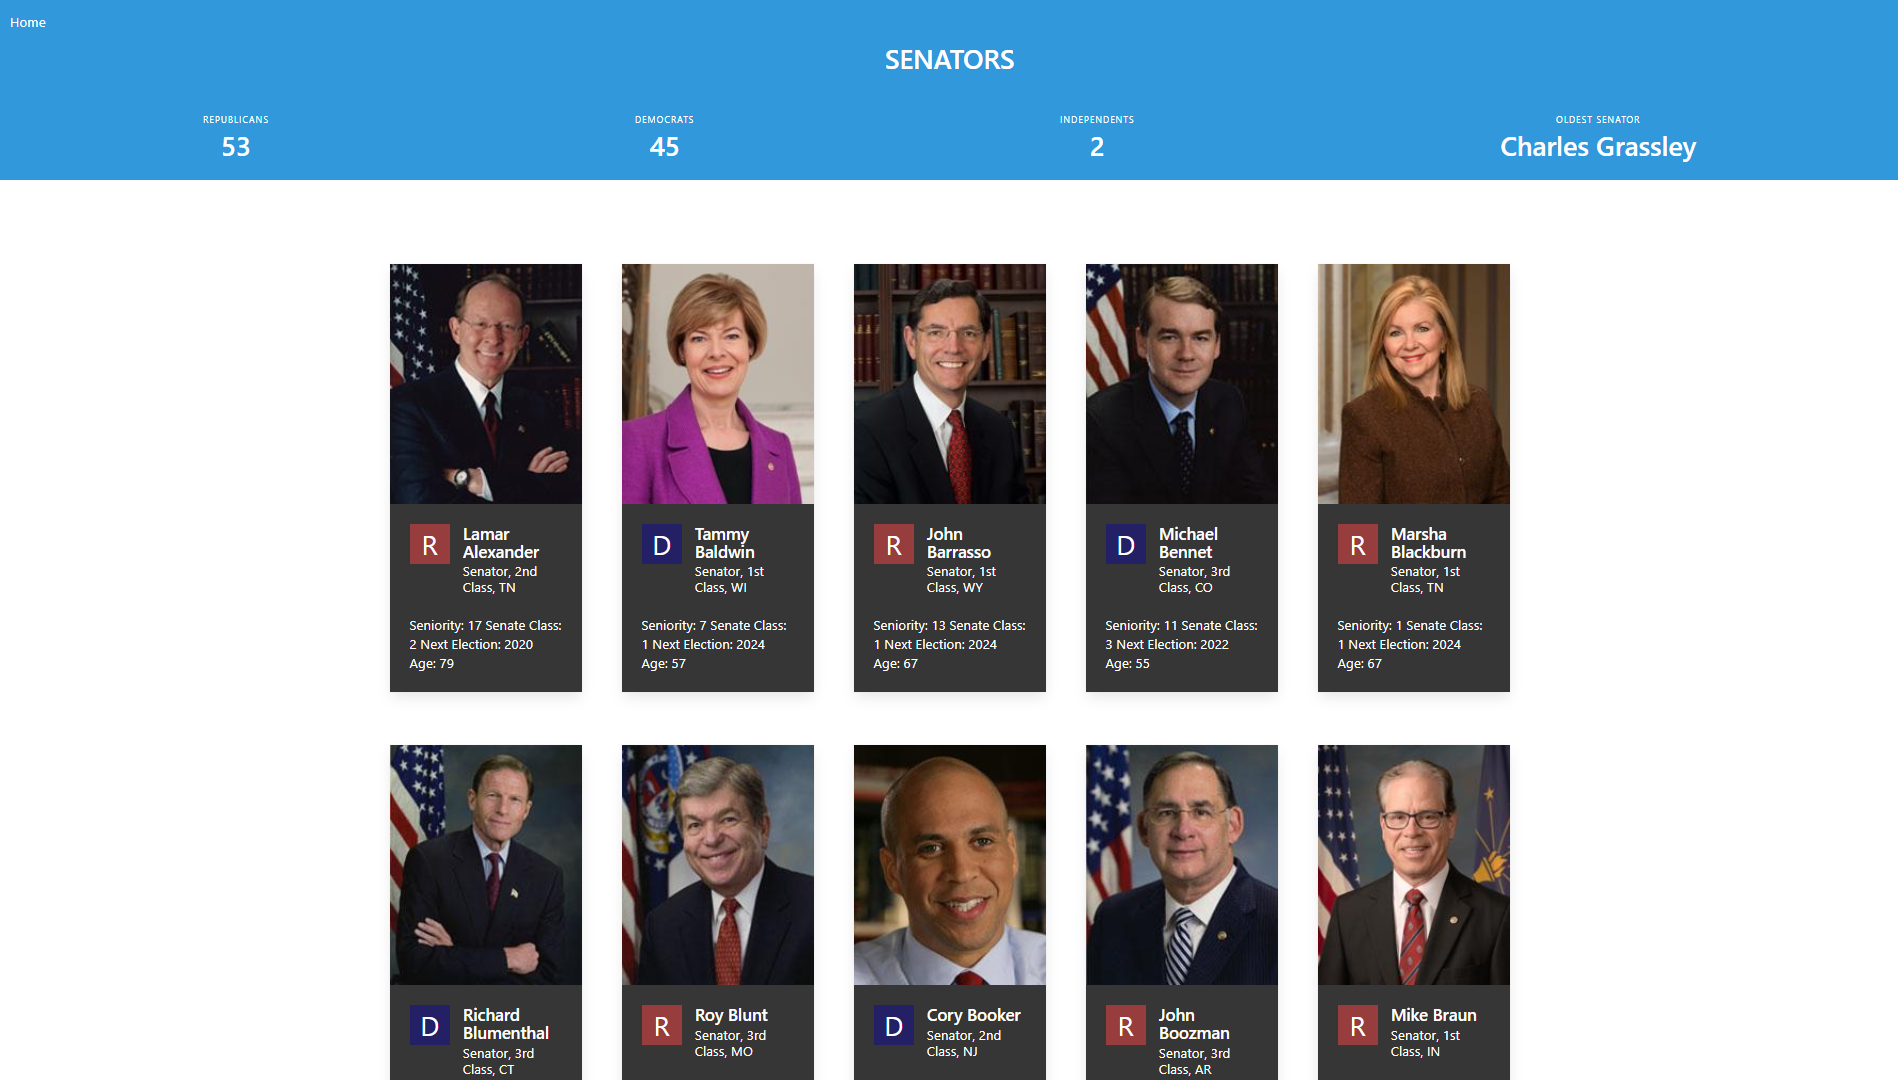 Home
SENATORS
REPUBLICANS
53
DEMOCRATS
45
INDEPENDENTS
2
OLDEST SENATOR
Charles Grassley
R
Lamar
Alexander
Senator, 2nd
Class, TN
Seniority: 17 Senate Class:
2 Next Election: 2020
Age: 79
D
Tammy
Baldwin
Senator, 1st
Class, WI
Seniority: 7 Senate Class:
1 Next Election: 2024
Age: 57
R
John
Barrasso
Senator, 1st
Class, WY
Seniority: 13 Senate Class:
1 Next Election: 2024
Age: 67
D
Michael
Bennet
Senator, 3rd
Class, CO
Seniority: 11 Senate Class:
3 Next Election: 2022
Age: 55
R
Marsha
Blackburn
Senator, 1st
Class, TN
Seniority: 1 Senate Class:
1 Next Election: 2024
Age: 67
D
Richard
Blumenthal
Senator, 3rd
Class, CT
R
Roy Blunt
Senator, 3rd
Class, MO
D
Cory Booker
Senator, 2nd
Class, NJ
R
John
Boozman
Senator, 3rd
Class, AR
R
Mike Braun
Senator, 1st
Class, IN